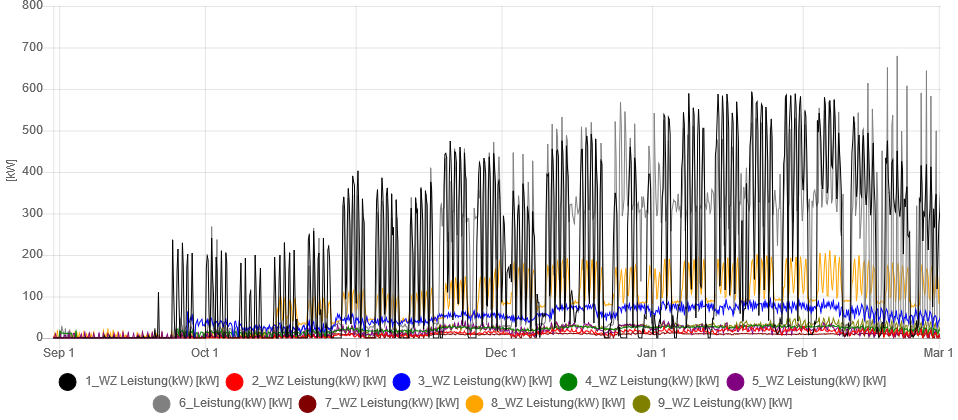 800
700
600
500
[kW]
400
300
200
100
0
Sep 1 Oct 1 Nov 1 Dec 1 Jan 1 Feb 1 Mar 1
1_WZ Leistung(kW) [kW] 2_WZ Leistung(kW) [kW] 3_WZ Leistung(kW) [kW] 4_WZ Leistung(kW) [kW] 5_WZ Leistung(kW) [kW]
6_Leistung(kW) [kW] 7_WZ Leistung(kW) [kW] 8_WZ Leistung(kW) [kW] 9_WZ Leistung(kW) [kW]